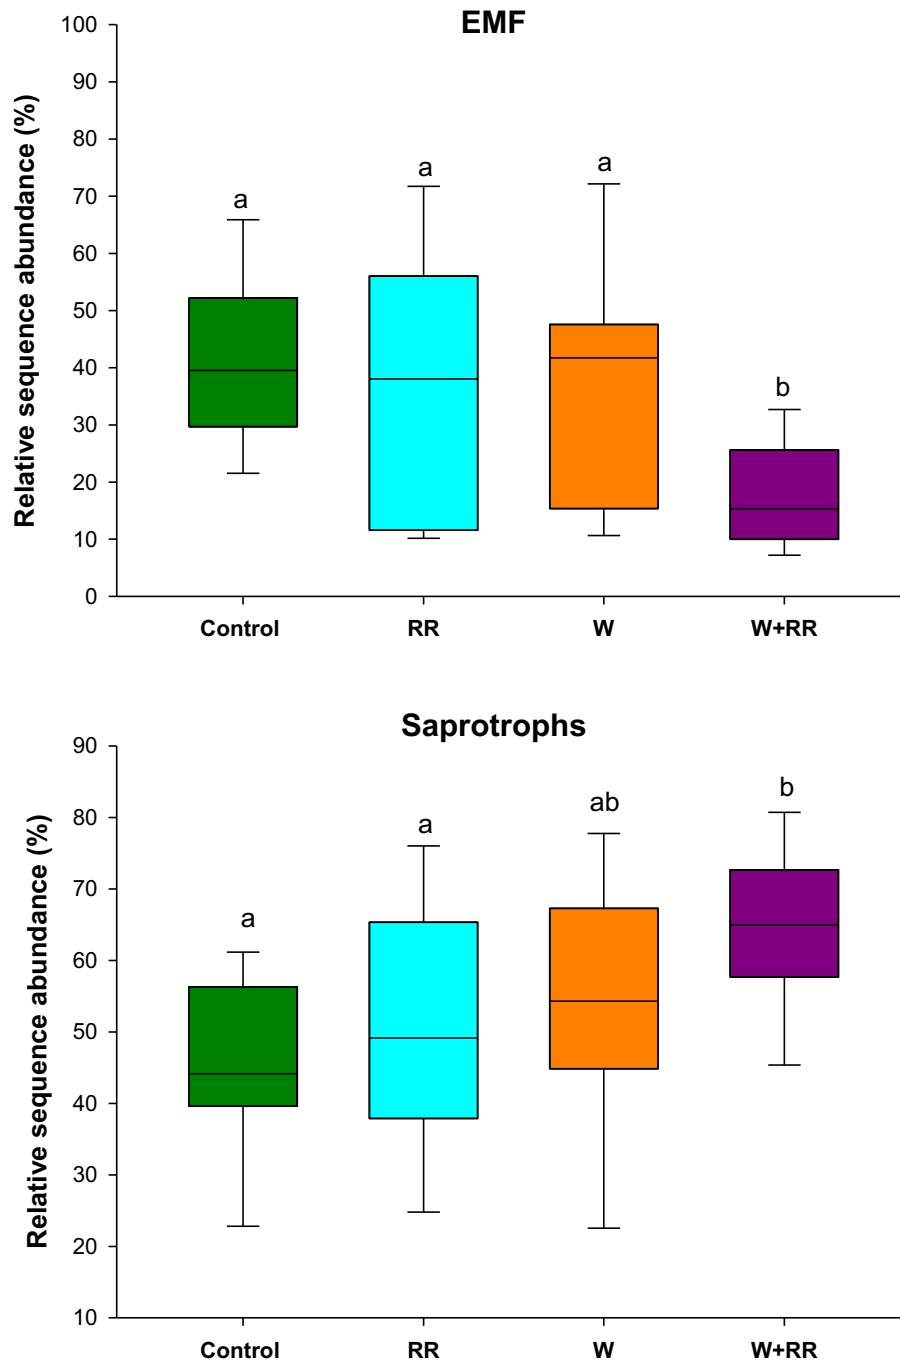 EMF
Relative sequence abundance (%)
100
90
80
70
60
50
40
30
20
10
0
a
a
a
b
Control RR W W+RR
Saprotrophs
Relative sequence abundance (%)
90
80
70
60
50
40
30
20
10
a
a
ab
b
Control RR W W+RR